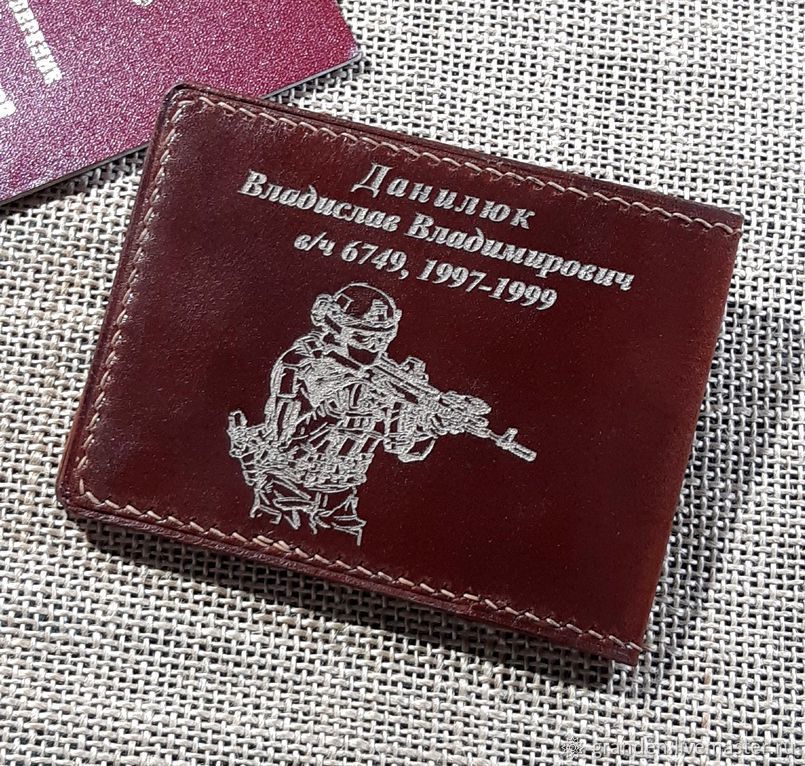 Данилюк
Владислав Владимирович
в/ч 6749, 1997-1999